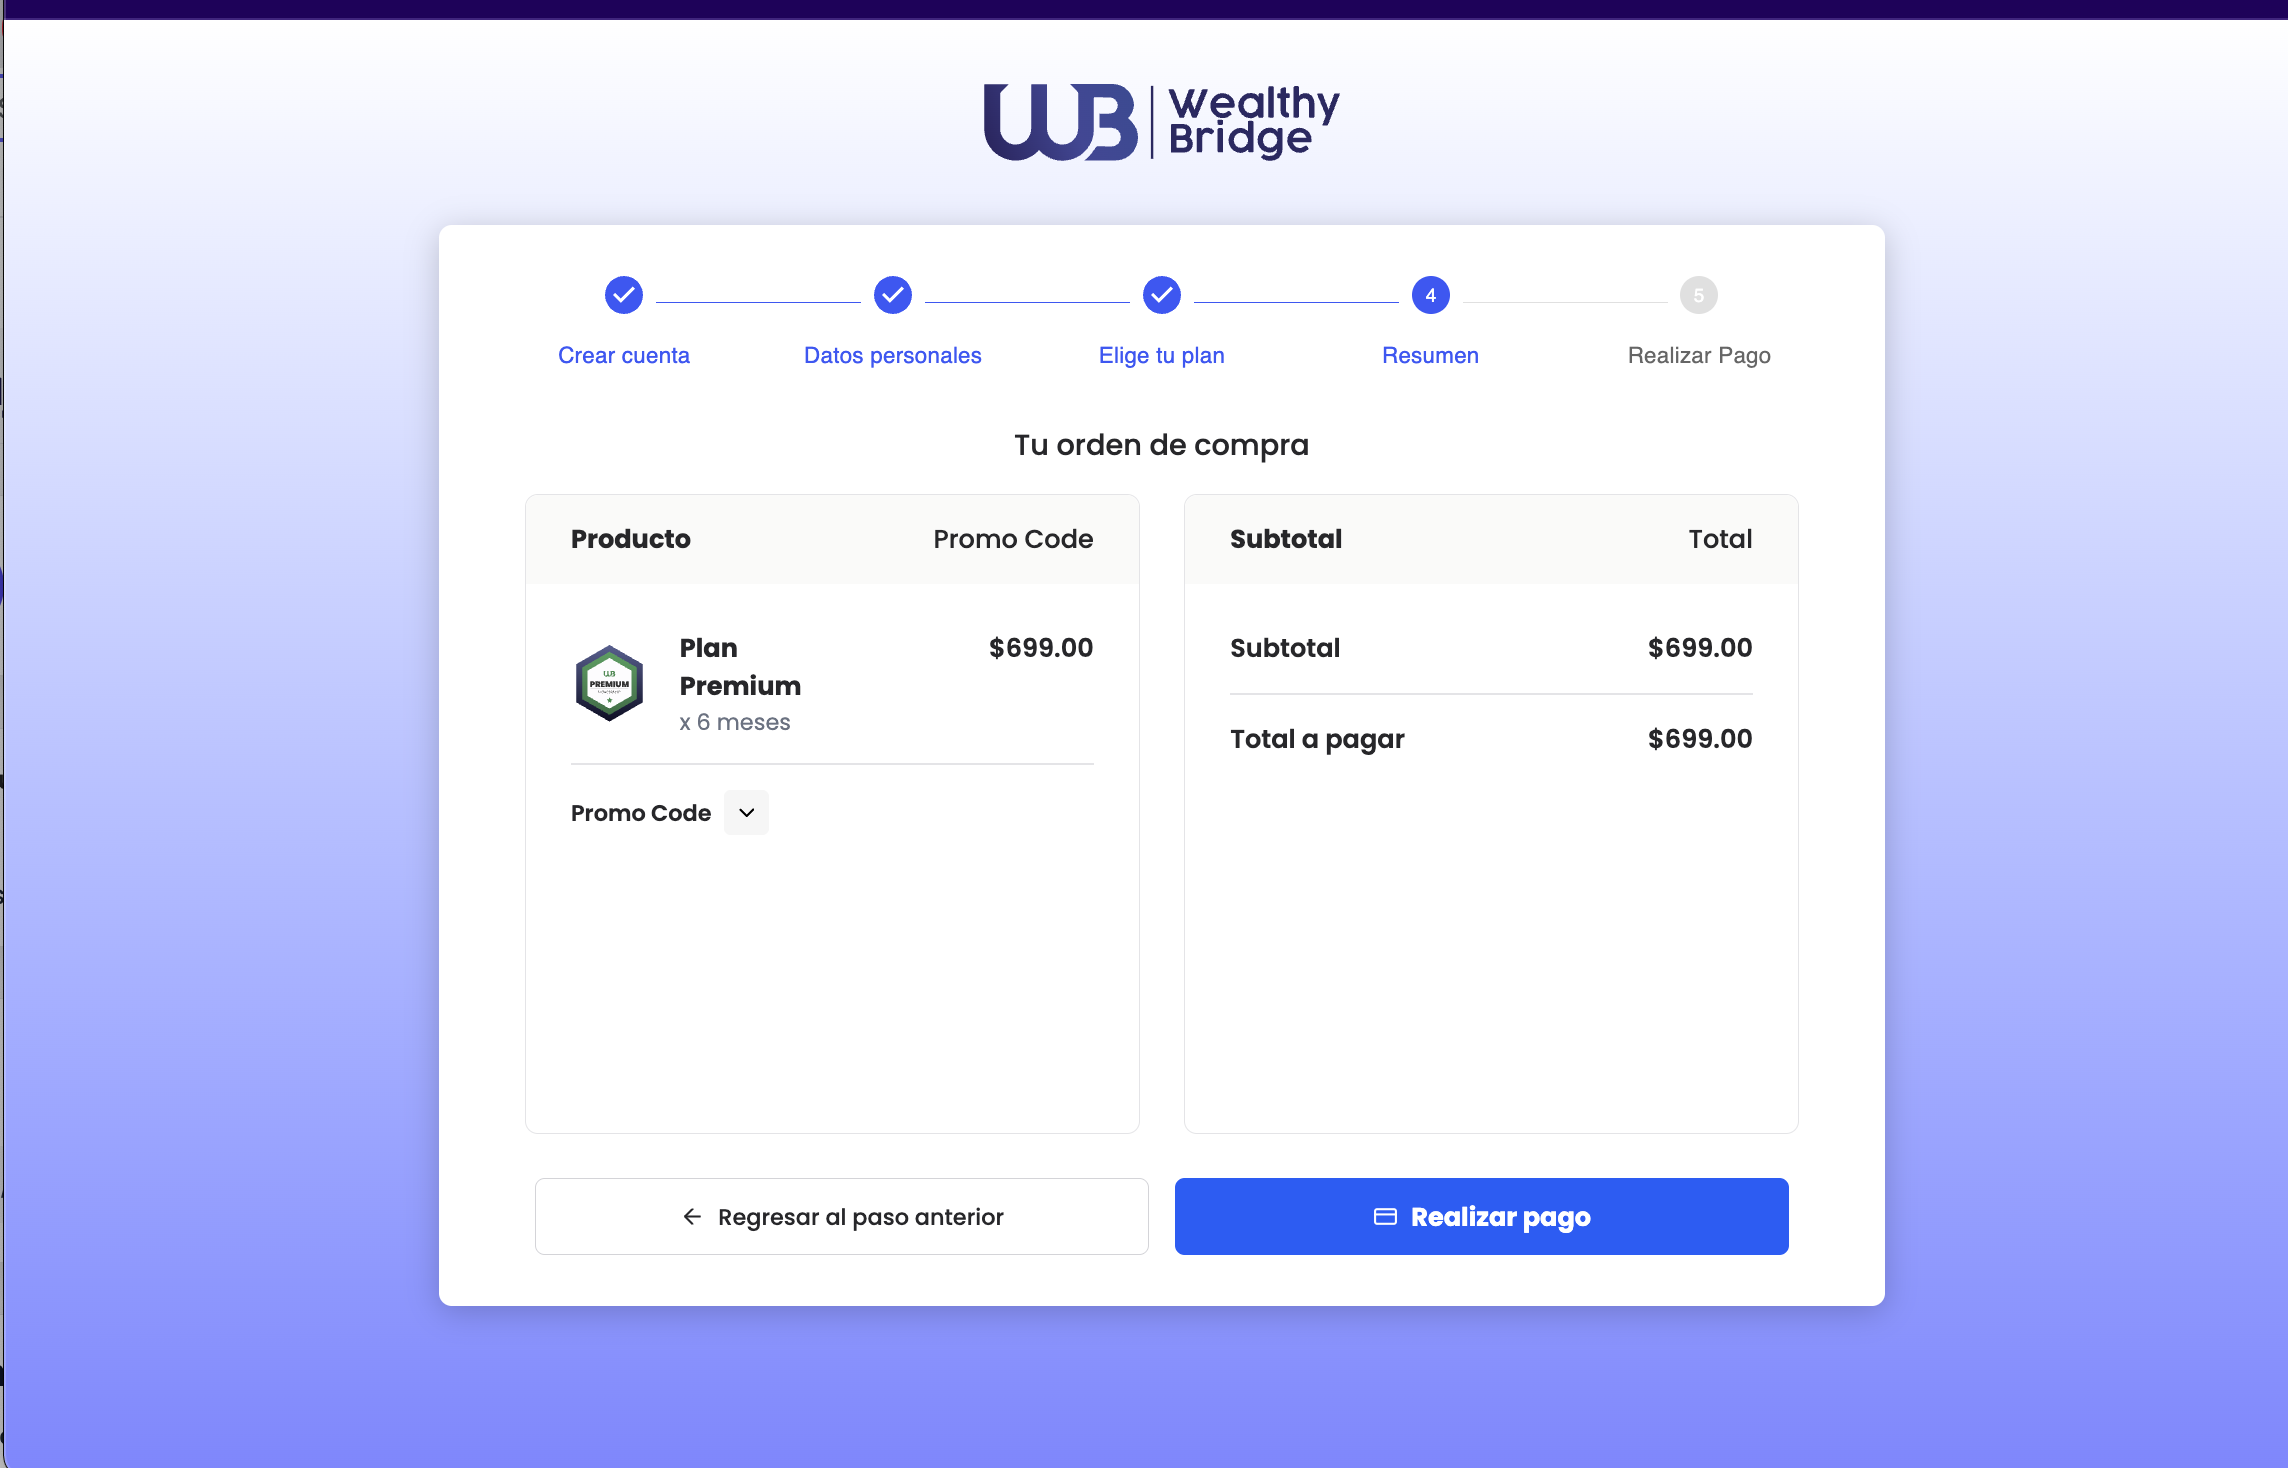 WB
Wealthy
Bridge
4
5
Crear cuenta
Datos personales
Elige tu plan
Resumen
Realizar Pago
Tu orden de compra
Producto
Promo Code
WB
PREMIUM
Plan
Premium
x 6 meses
$699.00
Promo Code
Subtotal
Total
Subtotal
$699.00
Total a pagar
$699.00
Regresar al paso anterior
Realizar pago